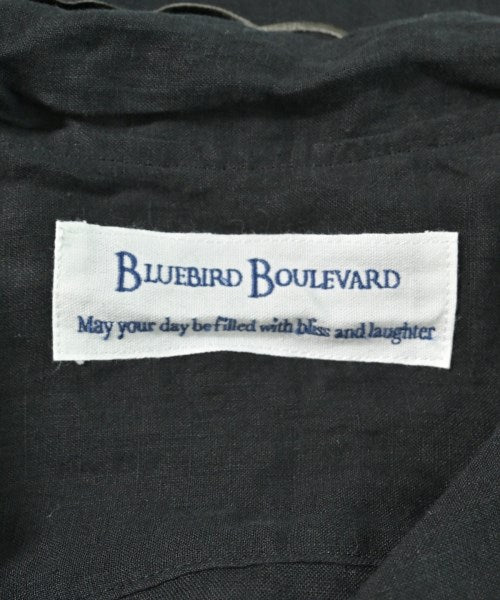 BLUEBIRD BOULEVARD
May your day be filled with bliss and laughter